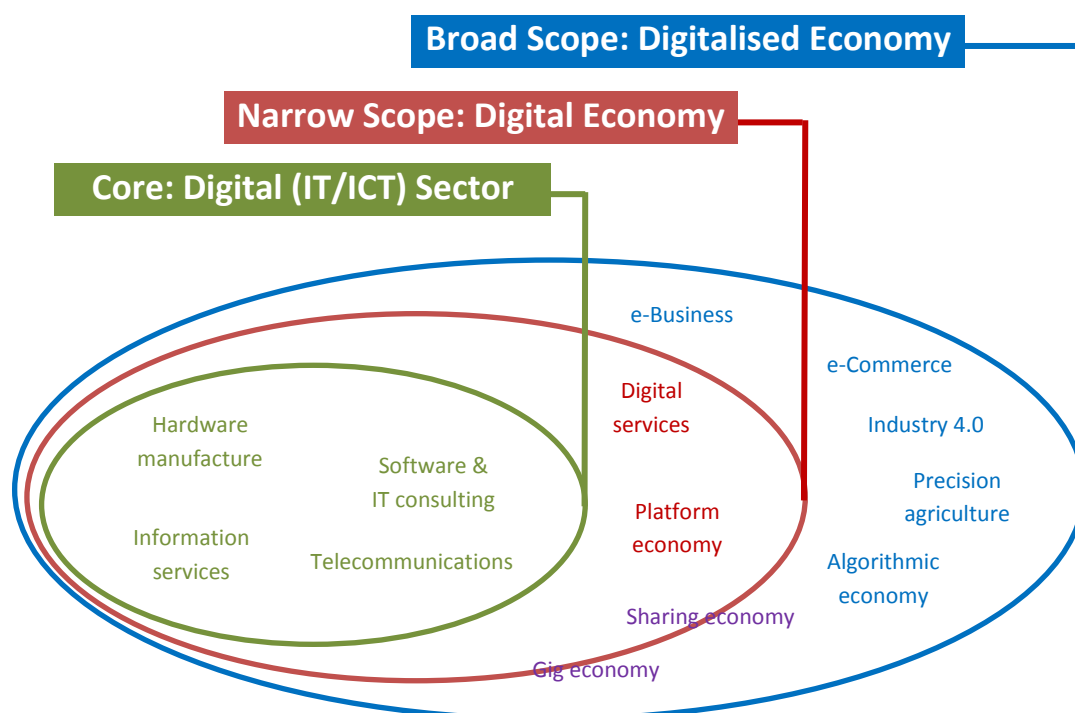 Broad Scope: Digitalised Economy
Narrow Scope: Digital Economy
Core: Digital (IT/ICT) Sector
e-Business
e-Commerce
Digital
services
Industry 4.0
Hardware
manufacture
Software &
IT consulting
Precision
agriculture
Platform
economy
Information
services
Telecommunications
Algorithmic
economy
Sharing economy
Gig economy